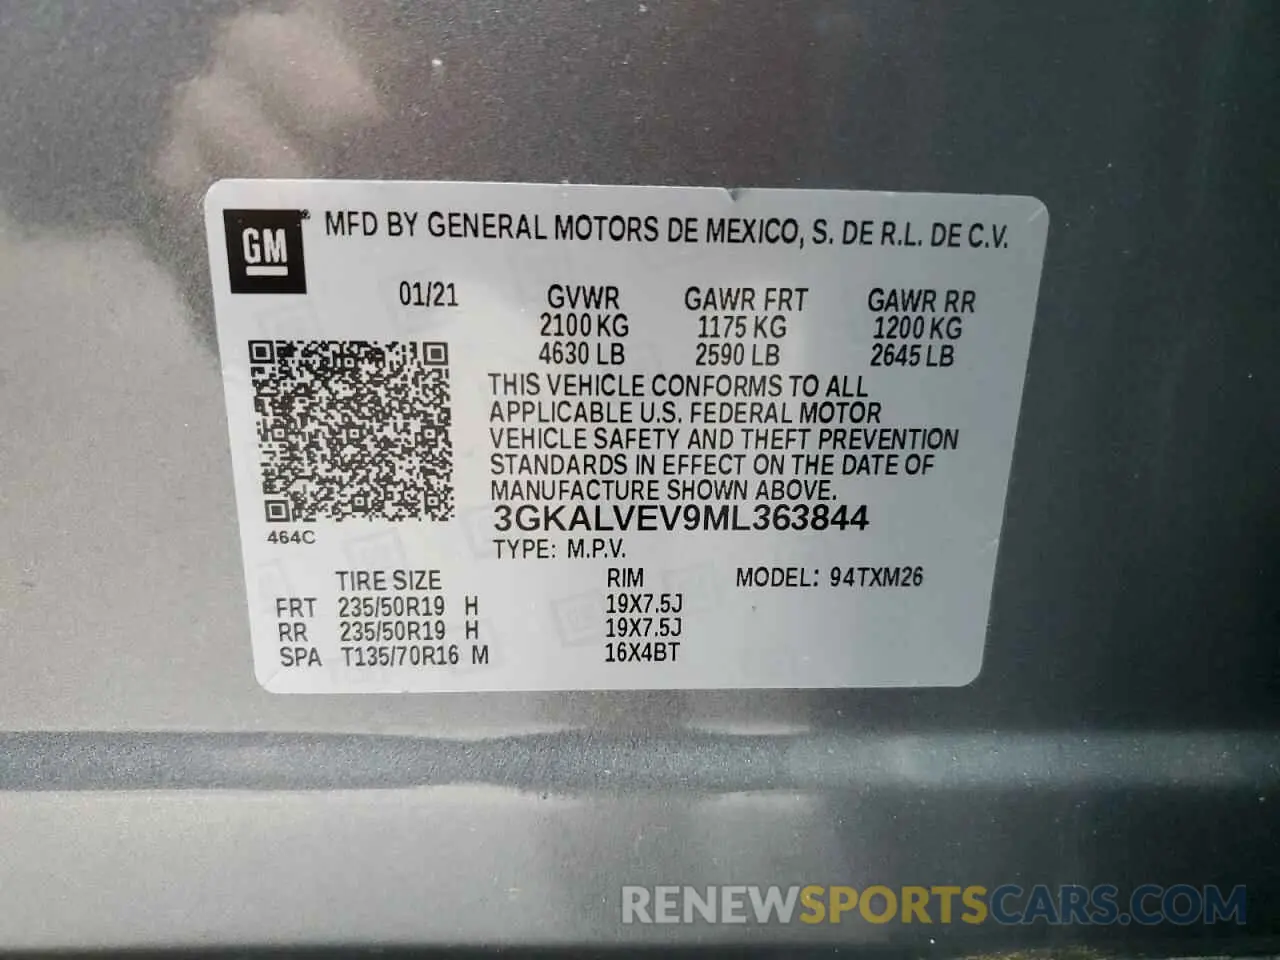 GM ® MFD BY GENERAL MOTORS DE MEXICO, S. DE R.L. DE C.V.
01/21 GVWR GAWR FRT GAWR RR
2100 KG 1175 KG 1200 KG
4630 LB 2590 LB 2645 LB
THIS VEHICLE CONFORMS TO ALL
APPLICABLE U.S. FEDERAL MOTOR
VEHICLE SAFETY AND THEFT PREVENTION
STANDARDS IN EFFECT ON THE DATE OF
MANUFACTURE SHOWN ABOVE.
3GKALVEV9ML363844
464C
TYPE: M.P.V.
TIRE SIZE RIM MODEL: 94TXM26
FRT 235/50R19 H 19X7.5J
RR 235/50R19 H 19X7.5J
SPA T135/70R16 M 16X4BT
RENEWSPORTSCARS.COM